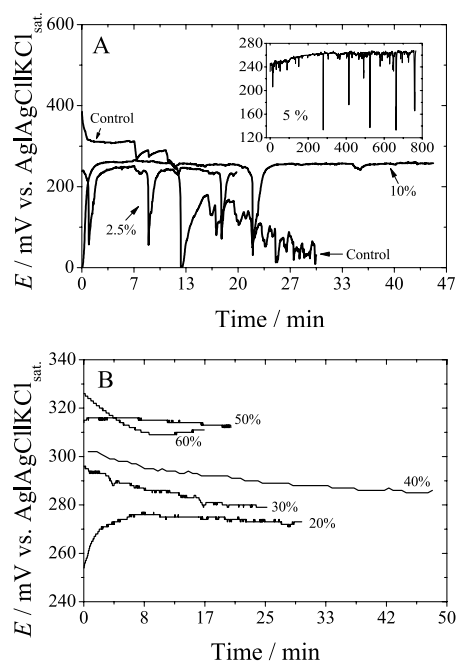 A
E / mV vs. Ag|AgCl|KCl sat.
600
400
200
0
Control
2.5%
10%
Control
280
260
240
220
200
180
160
140
120
5 %
0 200 400 600 800
0 7 13 20 27 33 40 47
Time / min
B
E / mV vs. Ag|AgCl|KCl sat.
340
320
300
280
260
240
50%
60%
40%
30%
20%
0 8 17 25 33 42 50
Time / min